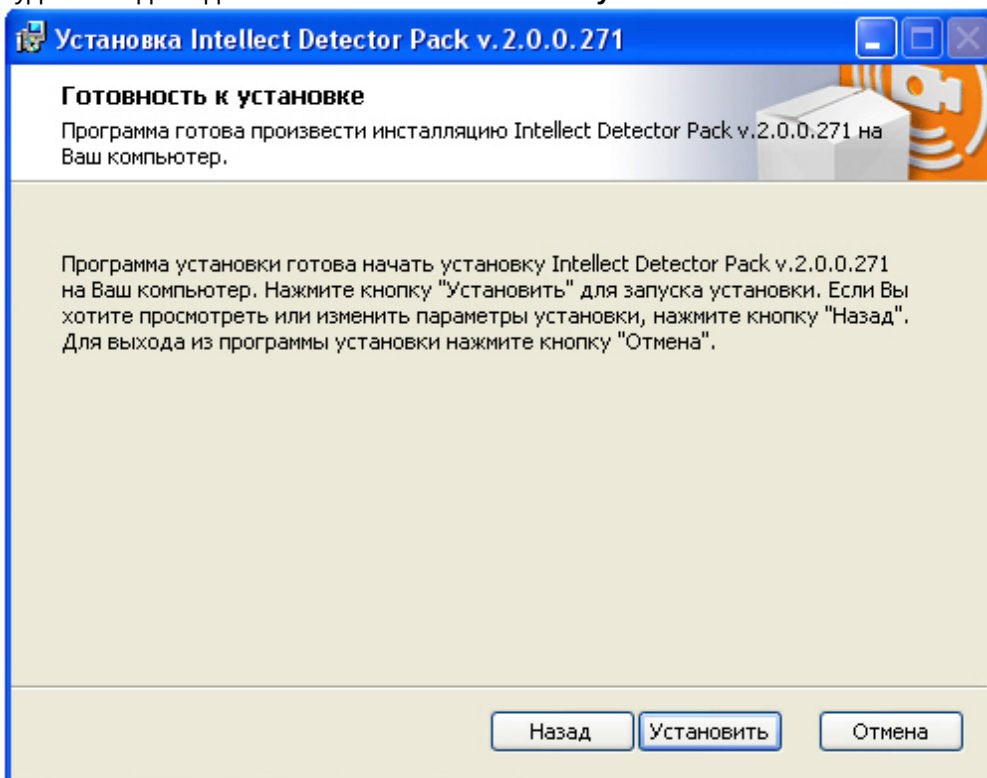 Установка Intellect Detector Pack v.2.0.0.271
Готовность к установке
Программа готова произвести инсталляцию Intellect Detector Pack v.2.0.0.271 на
Ваш компьютер.
Программа установки готова начать установку Intellect Detector Pack v.2.0.0.271
на Ваш компьютер. Нажмите кнопку "Установить" для запуска установки. Если Вы
хотите просмотреть или изменить параметры установки, нажмите кнопку "Назад".
Для выхода из программы установки нажмите кнопку "Отмена".
Назад Установить Отмена